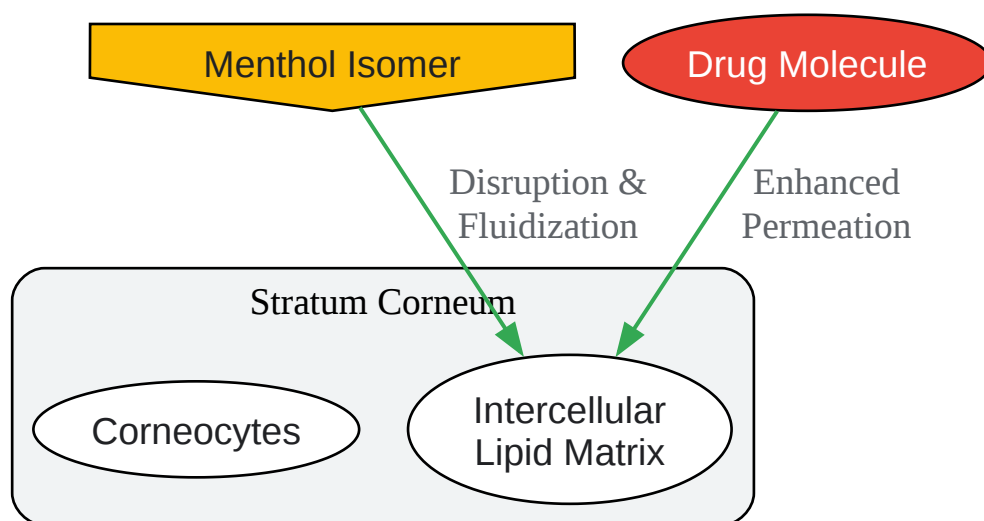 Menthol Isomer
Drug Molecule
Disruption &
Fluidization
Enhanced
Permeation
Stratum Corneum
Corneocytes
Intercellular
Lipid Matrix